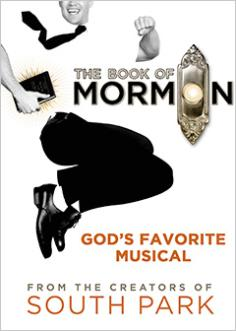 THE BOOK OF
MORMON
GOD'S FAVORITE
MUSICAL
FROM THE CREATORS OF
SOUTH PARK